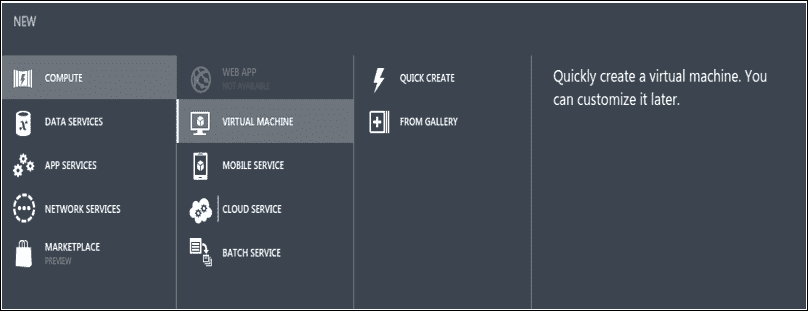 NEW
COMPUTE
DATA SERVICES
APP SERVICES
NETWORK SERVICES
MARKETPLACE
PREVIEW
WEB APP
NOT AVAILABLE
VIRTUAL MACHINE
MOBILE SERVICE
CLOUD SERVICE
BATCH SERVICE
QUICK CREATE
FROM GALLERY
Quickly create a virtual machine. You
can customize it later.